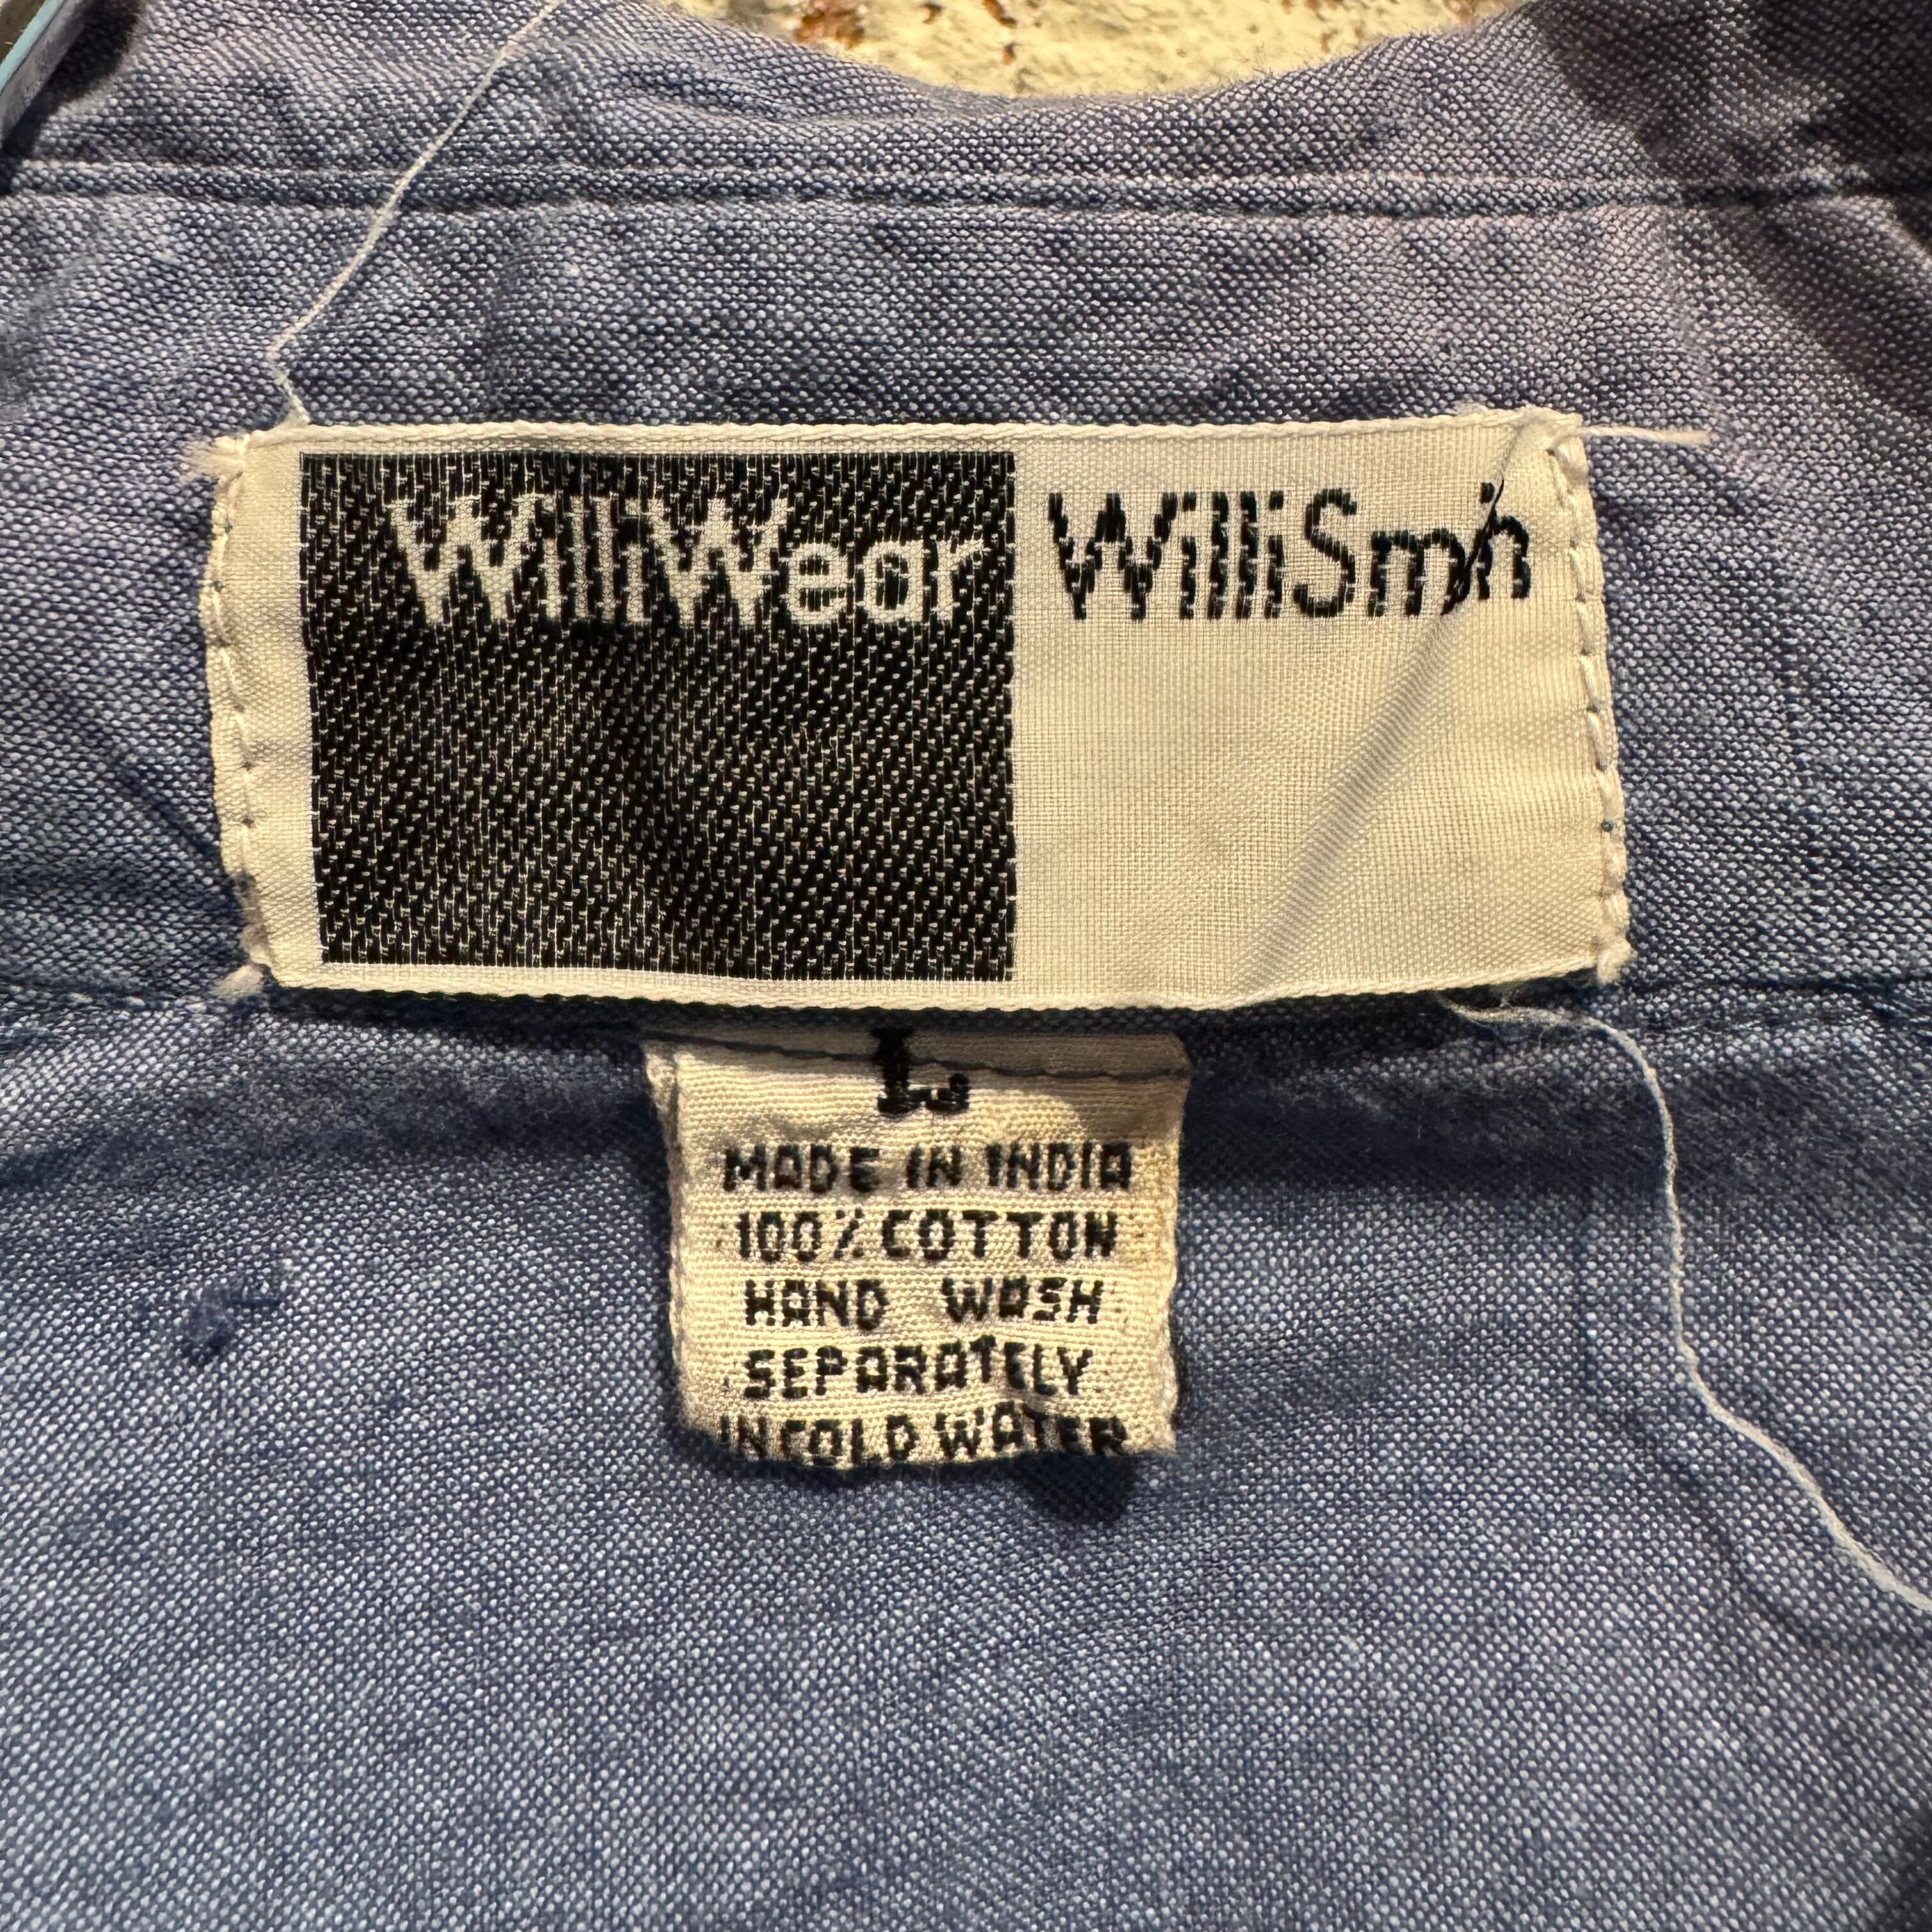 WilliWear WilliSmith
L
MADE IN INDIA
100% COTTON
HAND WASH
SEPARATELY
IN COLD WATER